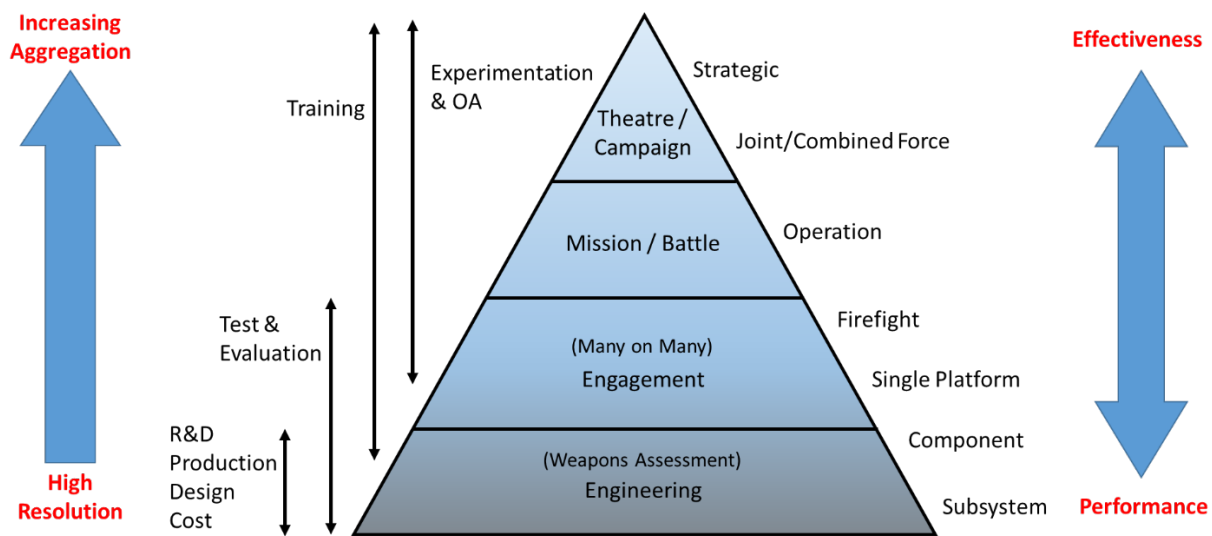 Increasing
Aggregation
High
Resolution
Training
Experimentation
& OA
Test &
Evaluation
R&D
Production
Design
Cost
Theatre /
Campaign
Mission / Battle
(Many on Many)
Engagement
(Weapons Assessment)
Engineering
Strategic
Joint/Combined Force
Operation
Firefight
Single Platform
Component
Subsystem
Effectiveness
Performance